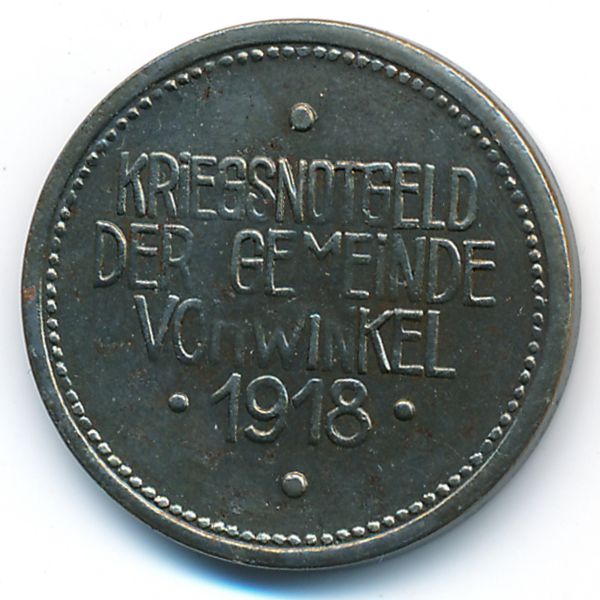 KRIEGSNOTGELD
DER GEMEINDE
VOHWINKEL
• 1918 •